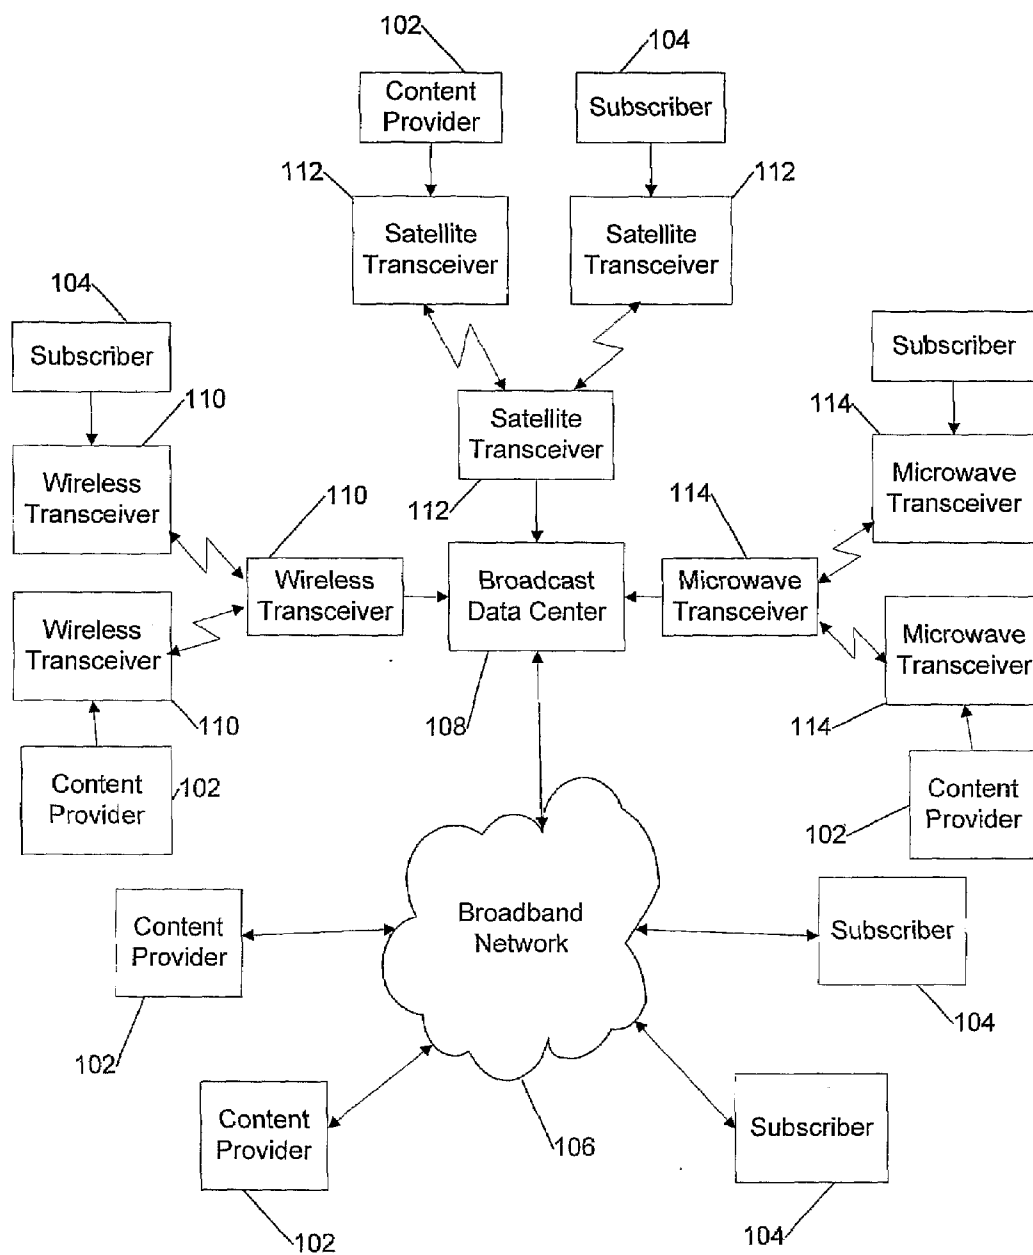 102
104
Content
Provider
Subscriber
112
112
Satellite
Transceiver
Satellite
Transceiver
104
Subscriber
Subscriber
110
114
Satellite
Transceiver
Wireless
Transceiver
Microwave
Transceiver
112
110
114
Wireless
Transceiver
Broadcast
Data Center
Microwave
Transceiver
Wireless
Transceiver
Microwave
Transceiver
110
108
114
Content
Provider
102
Content
Provider
102
Content
Provider
Broadband
Network
Subscriber
102
104
Content
Provider
Subscriber
106
102
104